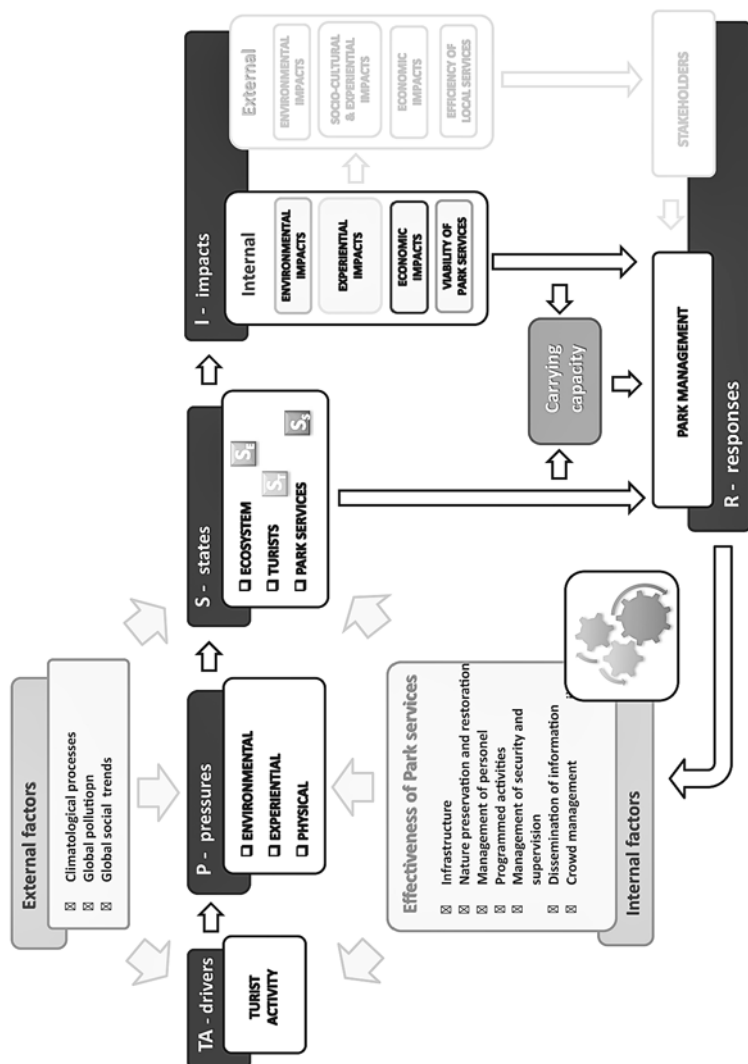 External factors
☒ Climatological processes
☒ Global pollutiopn
☒ Global social trends
TA - drivers
TURIST
ACTIVITY
P - pressures
❑ ENVIRONMENTAL
❑ EXPERIENTIAL
❑ PHYSICAL
S - states
❑ ECOSYSTEM
❑ TURISTS
❑ PARK SERVICES
SE
ST
SS
I - impacts
Internal
ENVIRONMENTAL
IMPACTS
EXPERIENTIAL
IMPACTS
ECONOMIC
IMPACTS
VIABILITY OF
PARK SERVICES
External
ENVIRONMENTAL
IMPACTS
SOCIO-CULTURAL
& EXPERIENTIAL
IMPACTS
ECONOMIC
IMPACTS
EFFICIENCY OF
LOCAL SERVICES
Effectiveness of Park services
☒ Infrastructure
☒ Nature preservation and restoration
☒ Management of personel
☒ Programmed activities
☒ Management of security and
supervision
☒ Dissemination of information
☒ Crowd management
Internal factors
Carrying
capacity
PARK MANAGEMENT
STAKEHOLDERS
R - responses